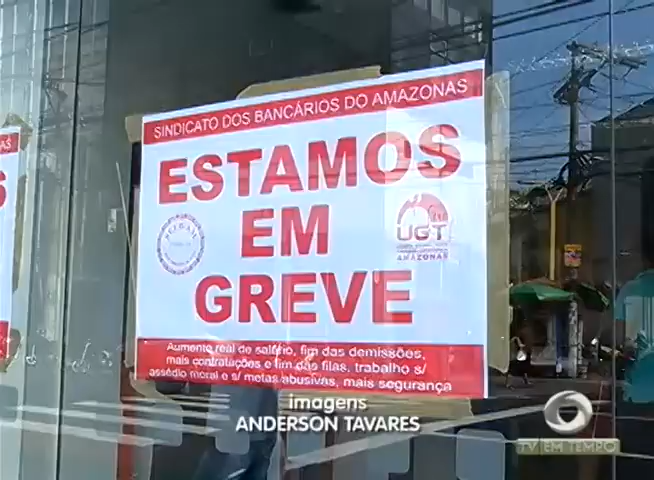 SINDICATO DOS BANCÁRIOS DO AMAZONAS
ESTAMOS
EM
GREVE
UGT
AMAZONAS
Aumento real de salário, fim das demissões,
mais contratações e fim das filas, trabalho s/
assédio moral e s/ metas abusivas, mais segurança
imagens
ANDERSON TAVARES
TV EM TEMPO